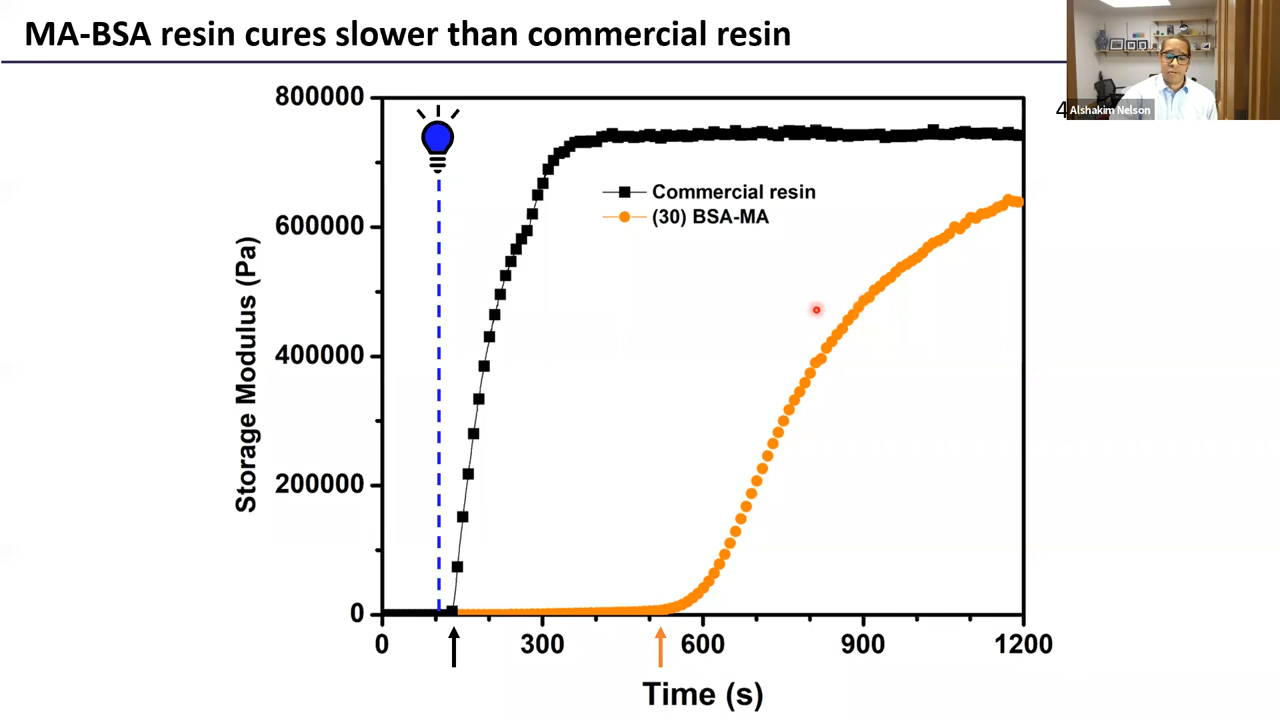 MA-BSA resin cures slower than commercial resin
4
Alshakim Nelson
800000
600000
400000
200000
0
Storage Modulus (Pa)
Commercial resin
(30) BSA-MA
0 300 600 900 1200
Time (s)